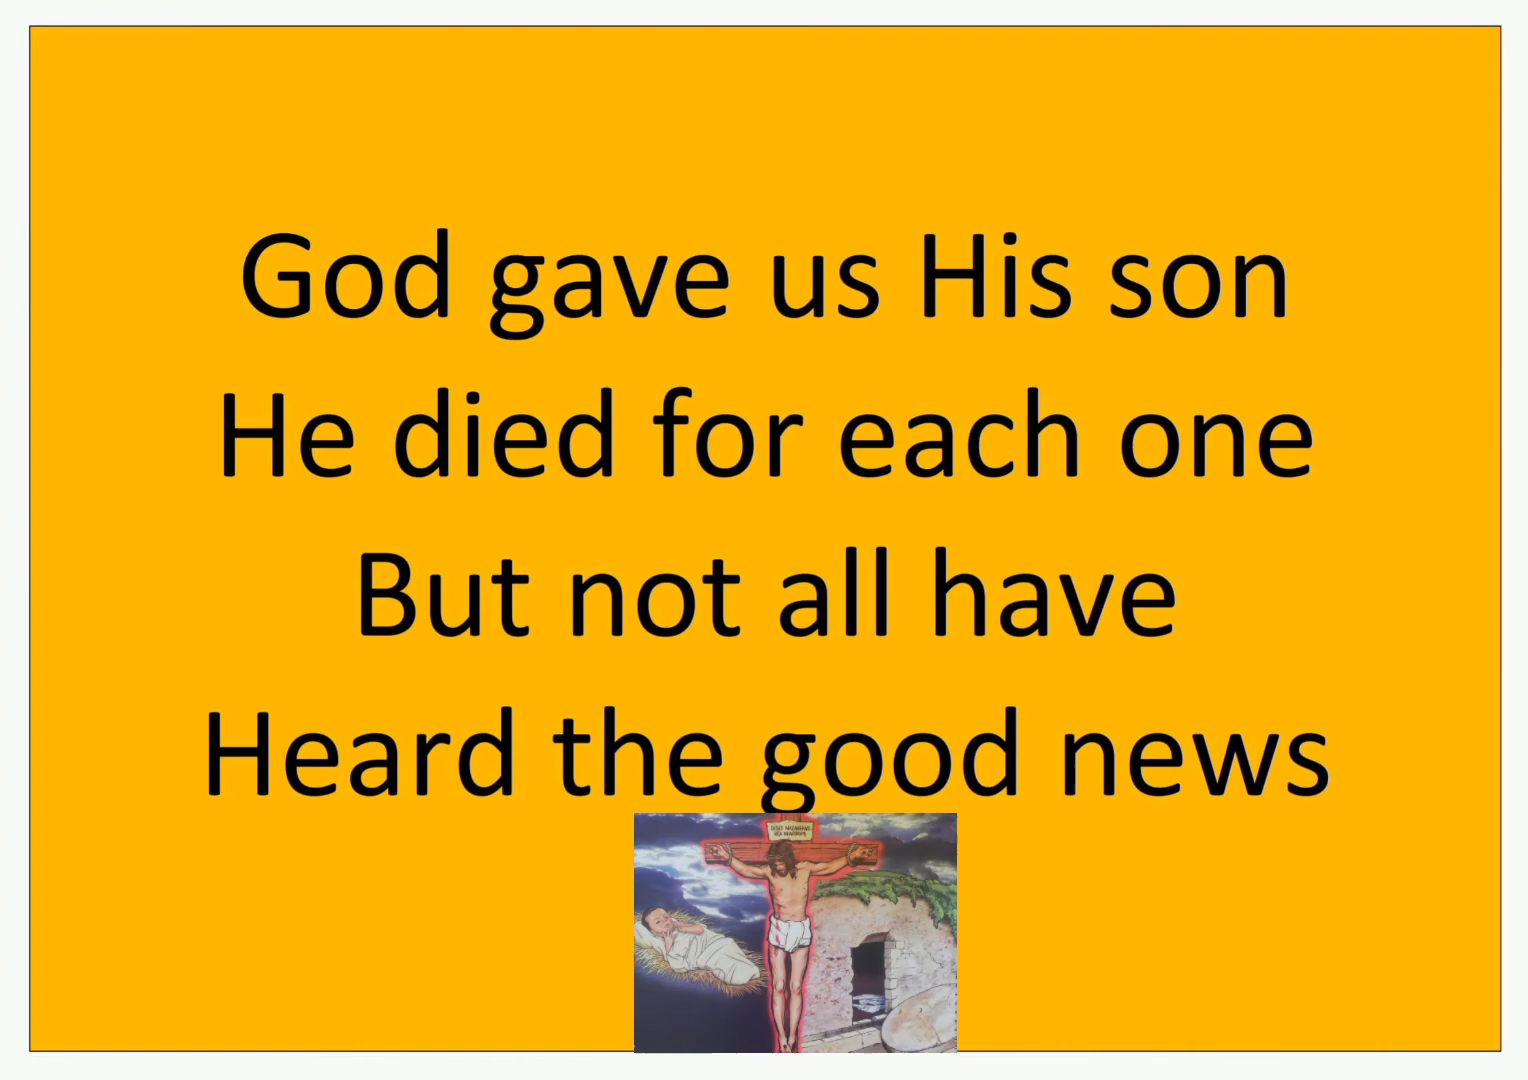 God gave us His son
He died for each one
But not all have
Heard the good news